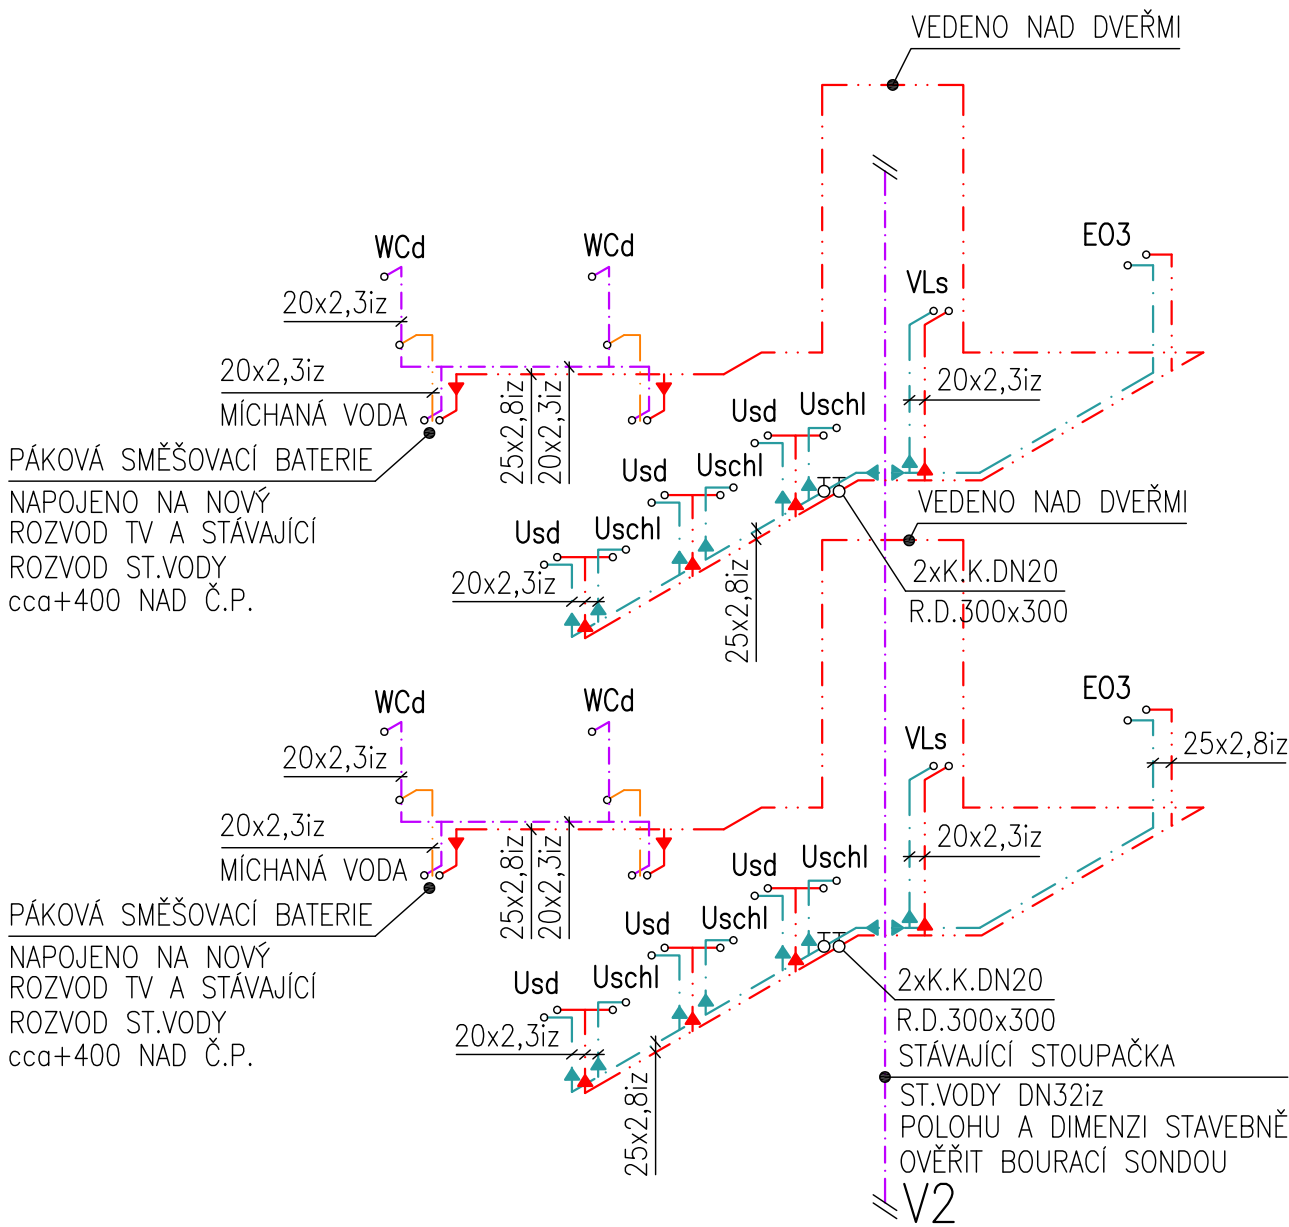 VEDENO NAD DVEŘMI
WCd
WCd
EO3
20x2,3iz
VLs
20x2,3iz
20x2,3iz
MÍCHANÁ VODA
25x2,8iz
20x2,3iz
Usd
Uschl
PÁKOVÁ SMĚŠOVACÍ BATERIE
NAPOJENO NA NOVÝ
ROZVOD TV A STÁVAJÍCÍ
ROZVOD ST.VODY
cca+400 NAD Č.P.
Usd
Uschl
VEDENO NAD DVEŘMI
Usd
Uschl
20x2,3iz
25x2,8iz
2xK.K.DN20
R.D.300x300
WCd
WCd
EO3
20x2,3iz
VLs
25x2,8iz
20x2,3iz
20x2,3iz
MÍCHANÁ VODA
25x2,8iz
20x2,3iz
Usd
Uschl
PÁKOVÁ SMĚŠOVACÍ BATERIE
NAPOJENO NA NOVÝ
ROZVOD TV A STÁVAJÍCÍ
ROZVOD ST.VODY
cca+400 NAD Č.P.
Usd
Uschl
Usd
Uschl
20x2,3iz
25x2,8iz
2xK.K.DN20
R.D.300x300
STÁVAJÍCÍ STOUPAČKA
ST.VODY DN32iz
POLOHU A DIMENZI STAVEBNĚ
OVĚŘIT BOURACÍ SONDOU
V2